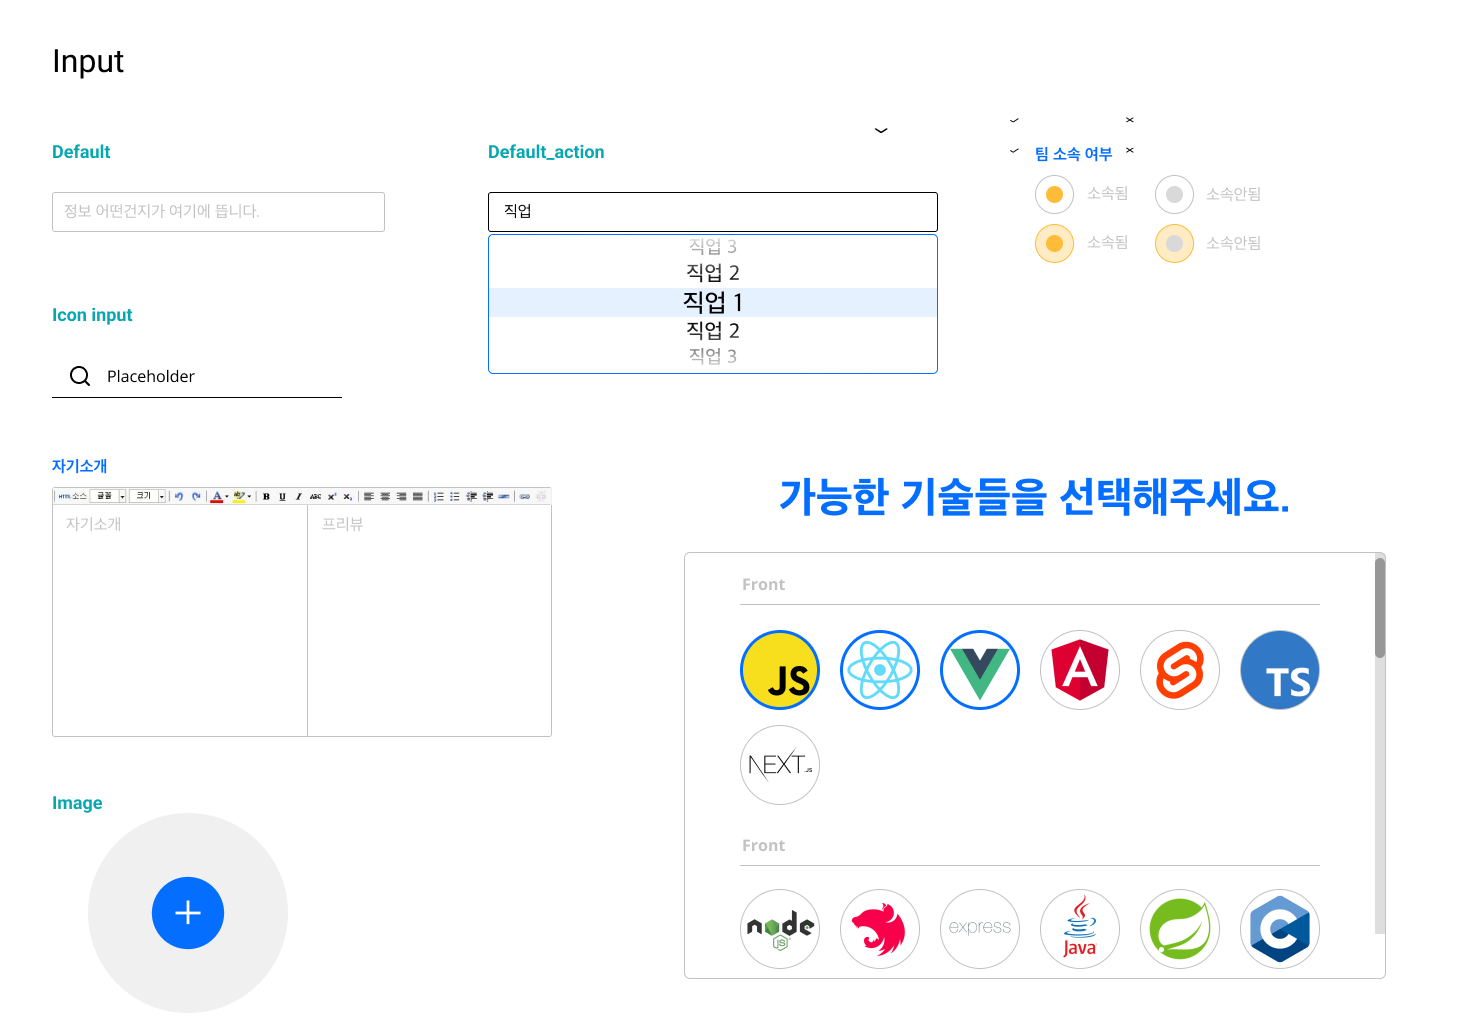 Input
Default
정보 어떤건지가 여기에 뜹니다.
Default_action
직업
직업 3
직업 2
직업 1
직업 2
직업 3
팀 소속 여부
소속됨 소속안됨
소속됨 소속안됨
Icon input
Placeholder
자기소개
HTML 소스 글꼴 크기 A B U I ABC x² x₂
자기소개 프리뷰
Image
가능한 기술들을 선택해주세요.
Front
JS A TS
NEXT.JS
Front
node JS express Java C